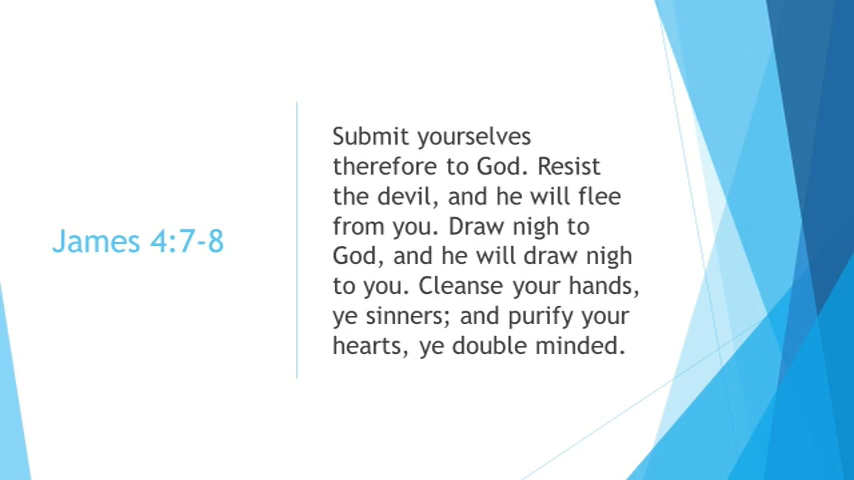 James 4:7-8
Submit yourselves
therefore to God. Resist
the devil, and he will flee
from you. Draw nigh to
God, and he will draw nigh
to you. Cleanse your hands,
ye sinners; and purify your
hearts, ye double minded.